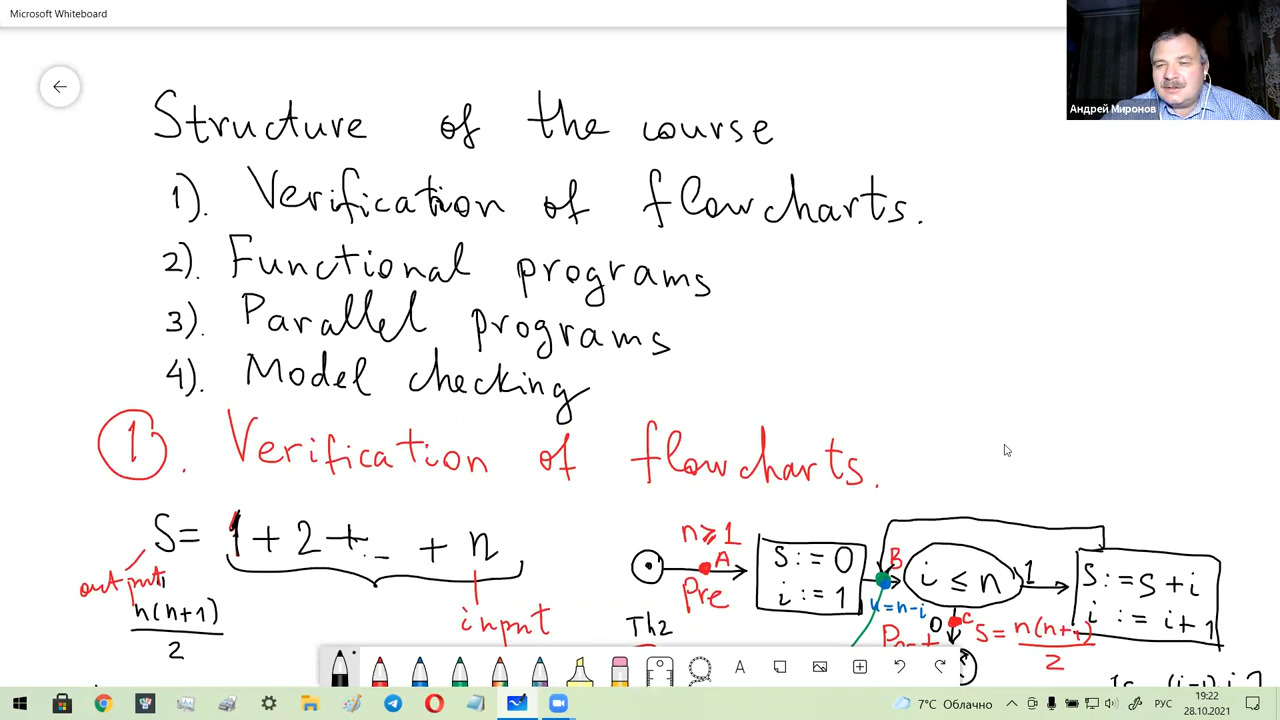 Microsoft Whiteboard
Андрей Миронов
Structure of the course
1). Verification of flowcharts.
2). Functional programs
3). Parallel programs
4). Model checking
1. Verification of flowcharts.
S = 1 + 2 + ... + n
output
n(n+1)
2
input
n ⩾ 1
A
Pre
S := 0
i := 1
B
i ≤ n
1
S := S + i
i := i + 1
u = n - i
0
C
S = n(n+1)
2
Th2
A
7°C Облачно
РУС
19:22
28.10.2021